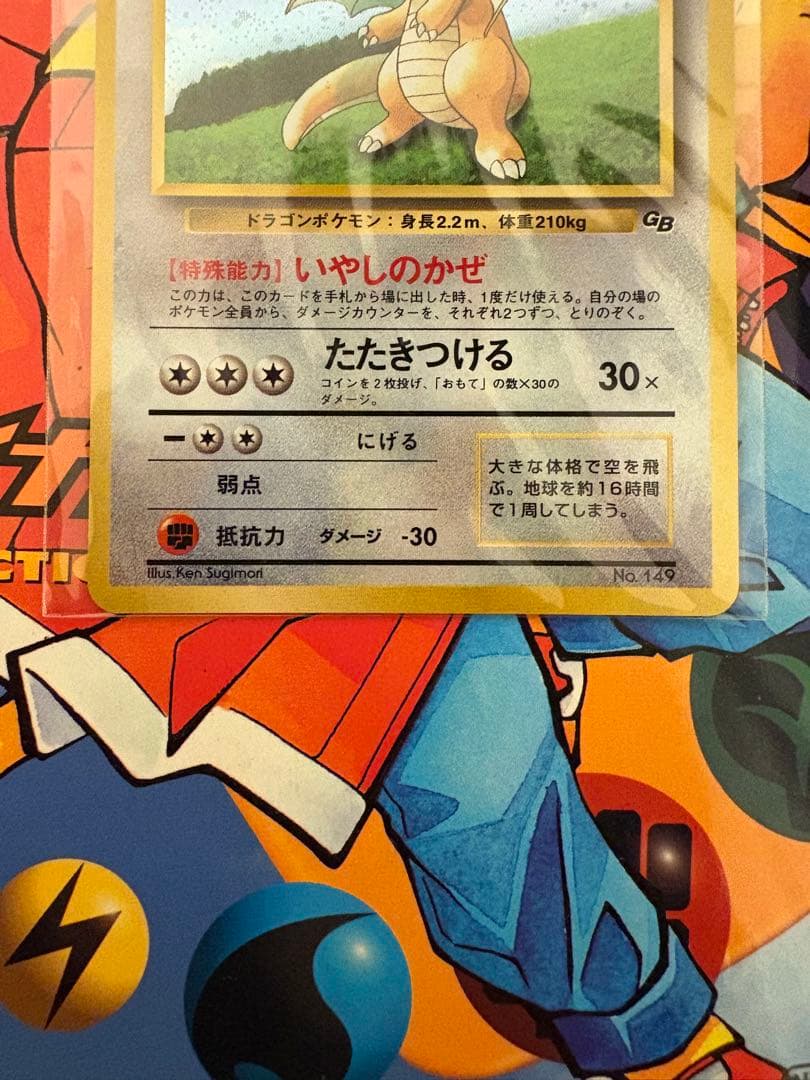 ドラゴンポケモン：身長2.2m、体重210kg
GB
【特殊能力】いやしのかぜ
この力は、このカードを手札から場に出した時、1度だけ使える。自分の場の
ポケモン全員から、ダメージカウンターを、それぞれ2つずつ、とりのぞく。
たたきつける
コインを2枚投げ、「おもて」の数×30の
ダメージ。
30×
にげる
弱点
抵抗力 ダメージ -30
大きな体格で空を飛
ぶ。地球を約16時間
で1周してしまう。
Illus. Ken Sugimori
No. 149